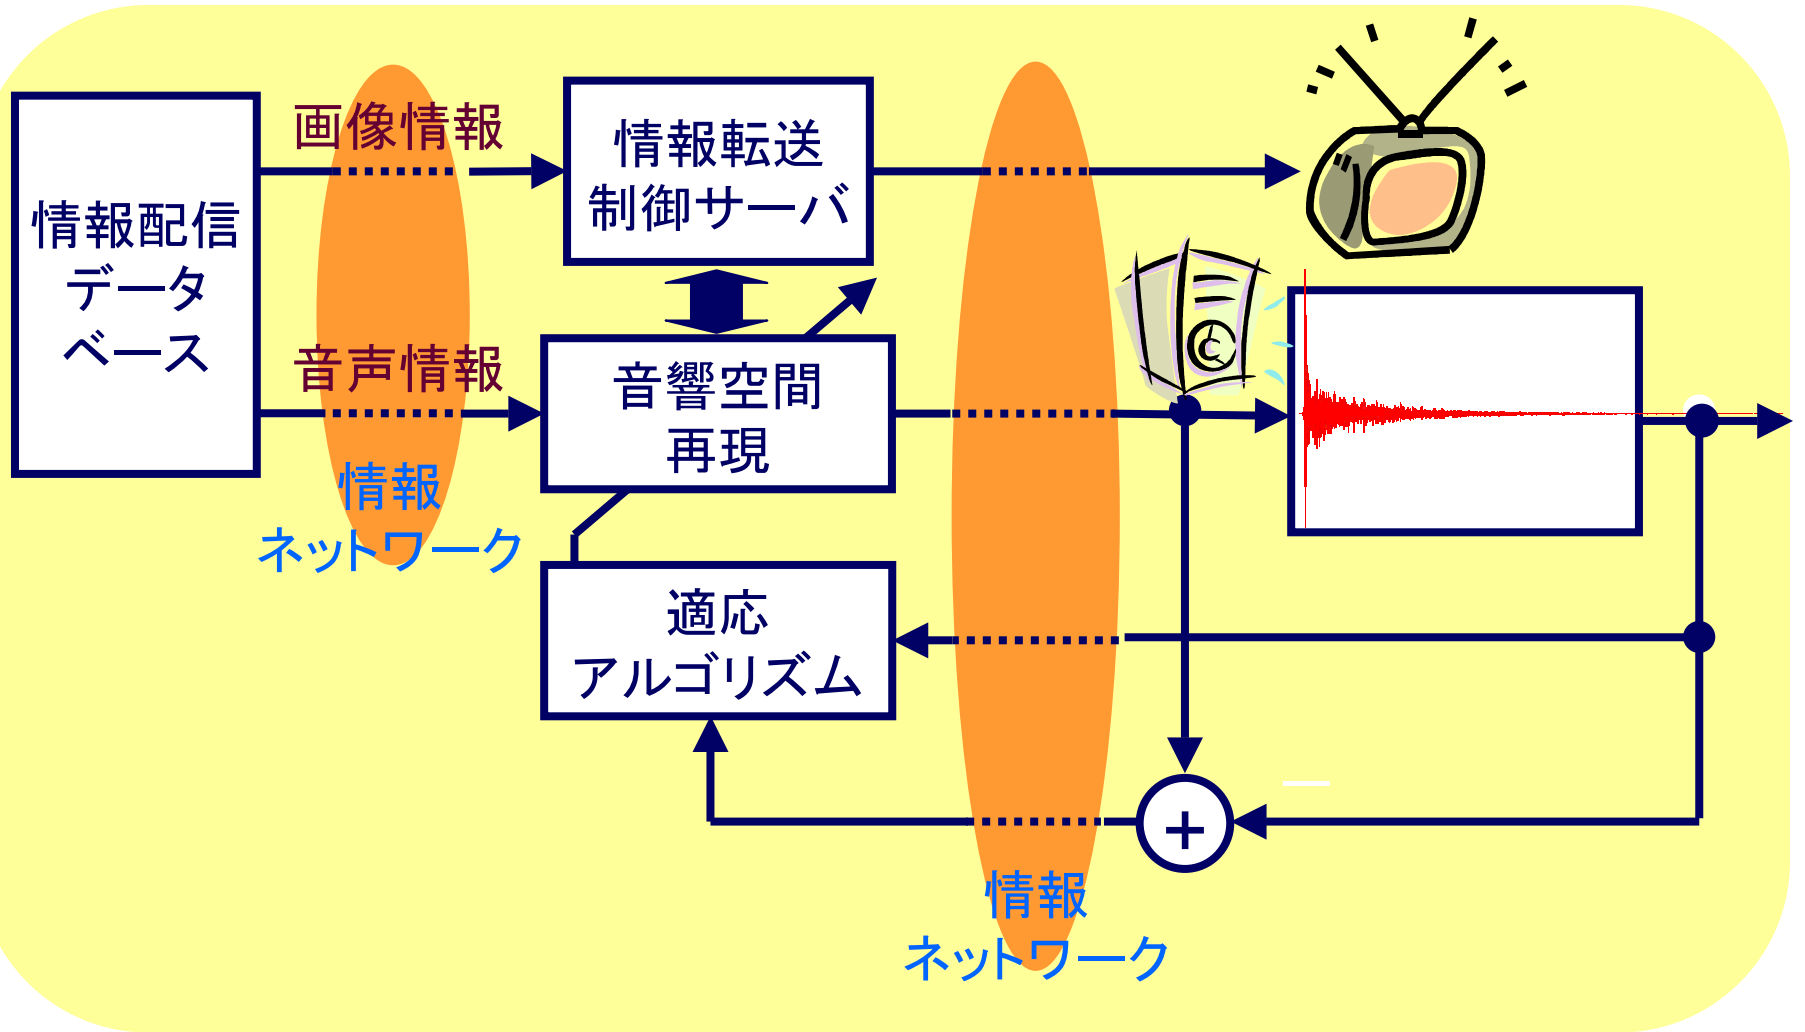 画像情報
情報転送
制御サーバ
情報配信
データ
ベース
音声情報
音響空間
再現
情報
ネットワーク
適応
アルゴリズム
+
−
情報
ネットワーク